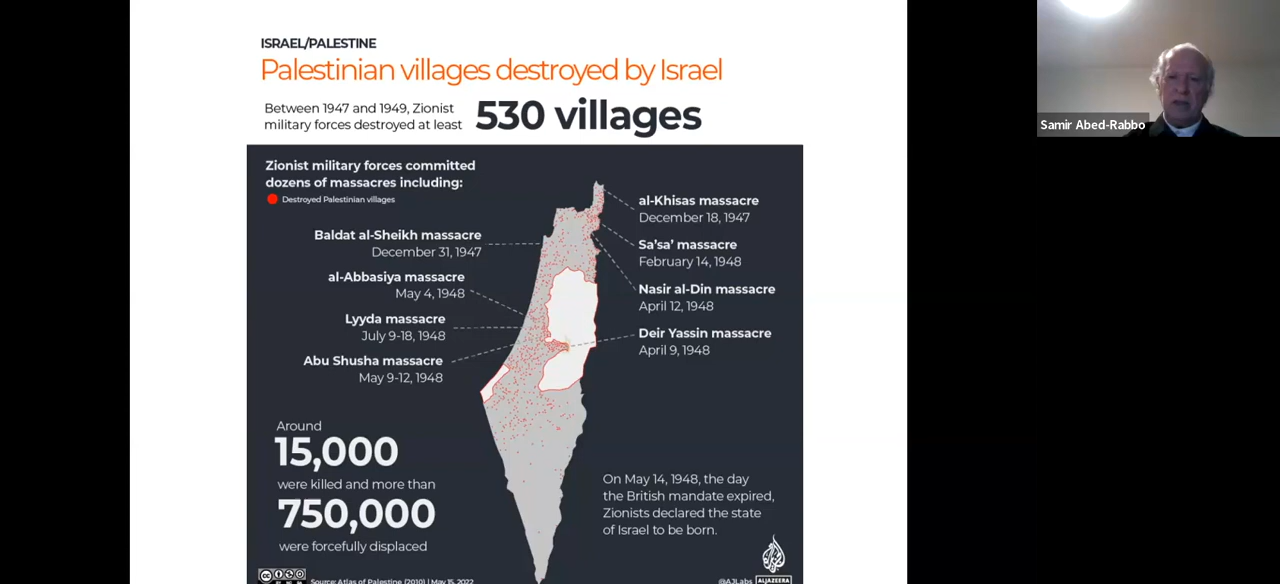 ISRAEL/PALESTINE
Palestinian villages destroyed by Israel
Between 1947 and 1949, Zionist
military forces destroyed at least
530 villages
Zionist military forces committed
dozens of massacres including:
Destroyed Palestinian villages
Baldat al-Sheikh massacre
December 31, 1947
al-Abbasiya massacre
May 4, 1948
Lyyda massacre
July 9-18, 1948
Abu Shusha massacre
May 9-12, 1948
al-Khisas massacre
December 18, 1947
Sa'sa' massacre
February 14, 1948
Nasir al-Din massacre
April 12, 1948
Deir Yassin massacre
April 9, 1948
Around
15,000
were killed and more than
750,000
were forcefully displaced
On May 14, 1948, the day
the British mandate expired,
Zionists declared the state
of Israel to be born.
Source: Atlas of Palestine (2010) | May 15, 2022
@AJLabs
ALJAZEERA
Samir Abed-Rabbo